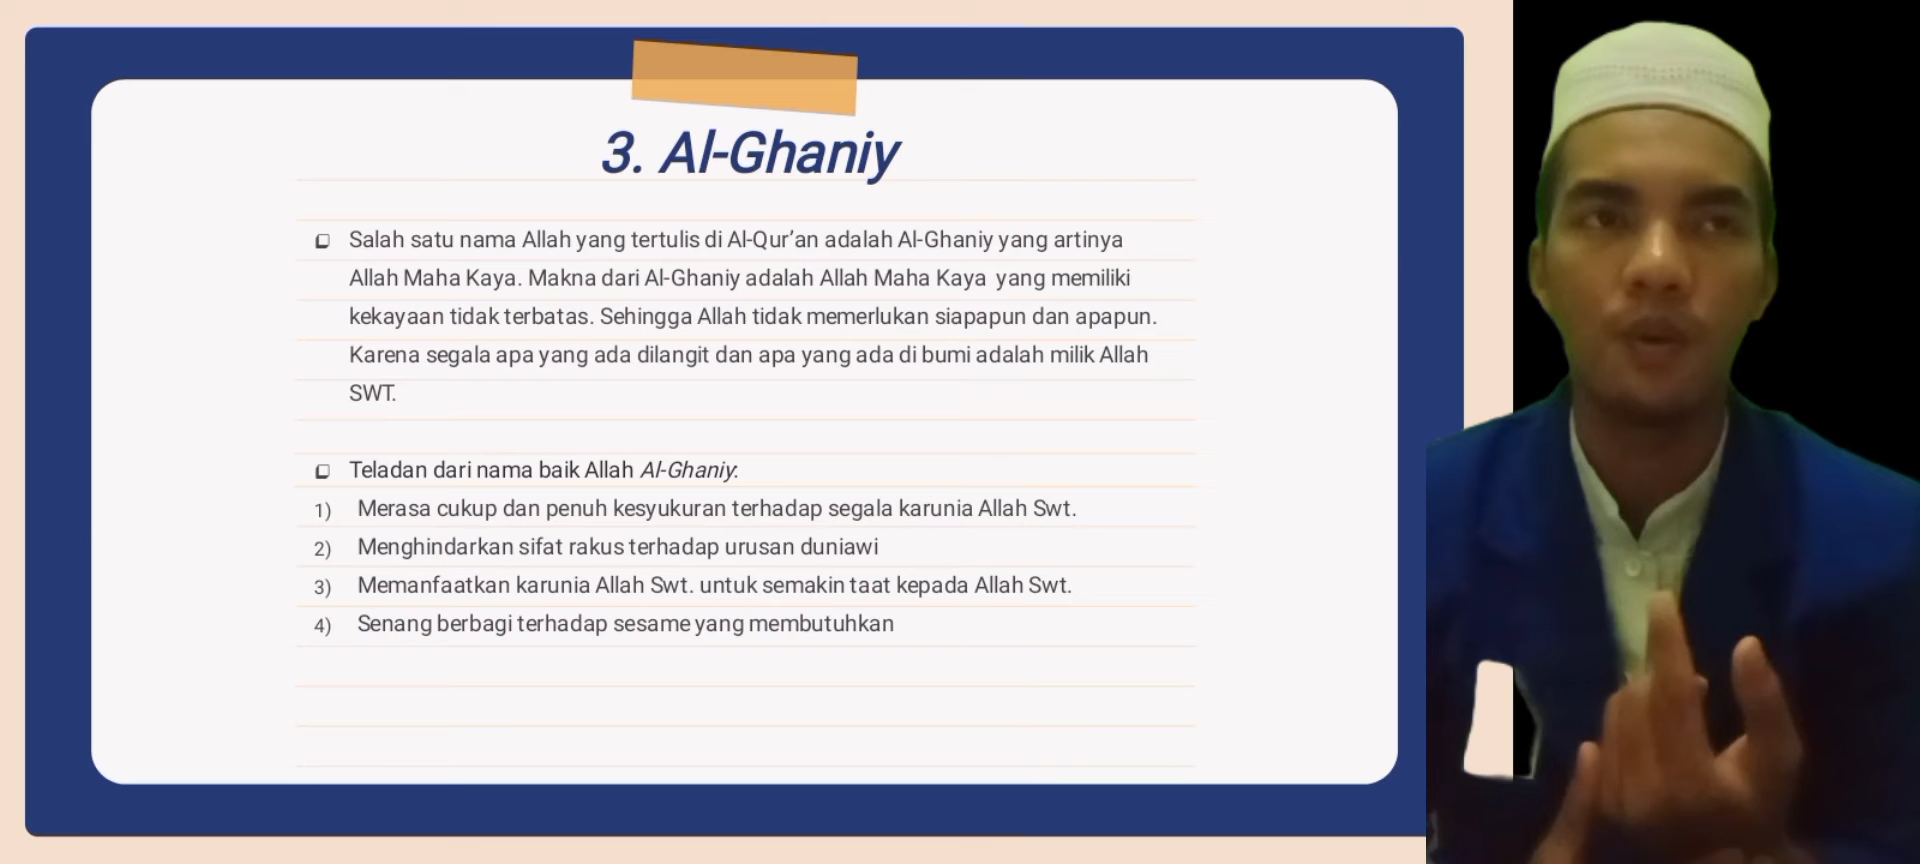 3. Al-Ghaniy
❑ Salah satu nama Allah yang tertulis di Al-Qur’an adalah Al-Ghaniy yang artinya
Allah Maha Kaya. Makna dari Al-Ghaniy adalah Allah Maha Kaya yang memiliki
kekayaan tidak terbatas. Sehingga Allah tidak memerlukan siapapun dan apapun.
Karena segala apa yang ada dilangit dan apa yang ada di bumi adalah milik Allah
SWT.
❑ Teladan dari nama baik Allah Al-Ghaniy:
1) Merasa cukup dan penuh kesyukuran terhadap segala karunia Allah Swt.
2) Menghindarkan sifat rakus terhadap urusan duniawi
3) Memanfaatkan karunia Allah Swt. untuk semakin taat kepada Allah Swt.
4) Senang berbagi terhadap sesame yang membutuhkan